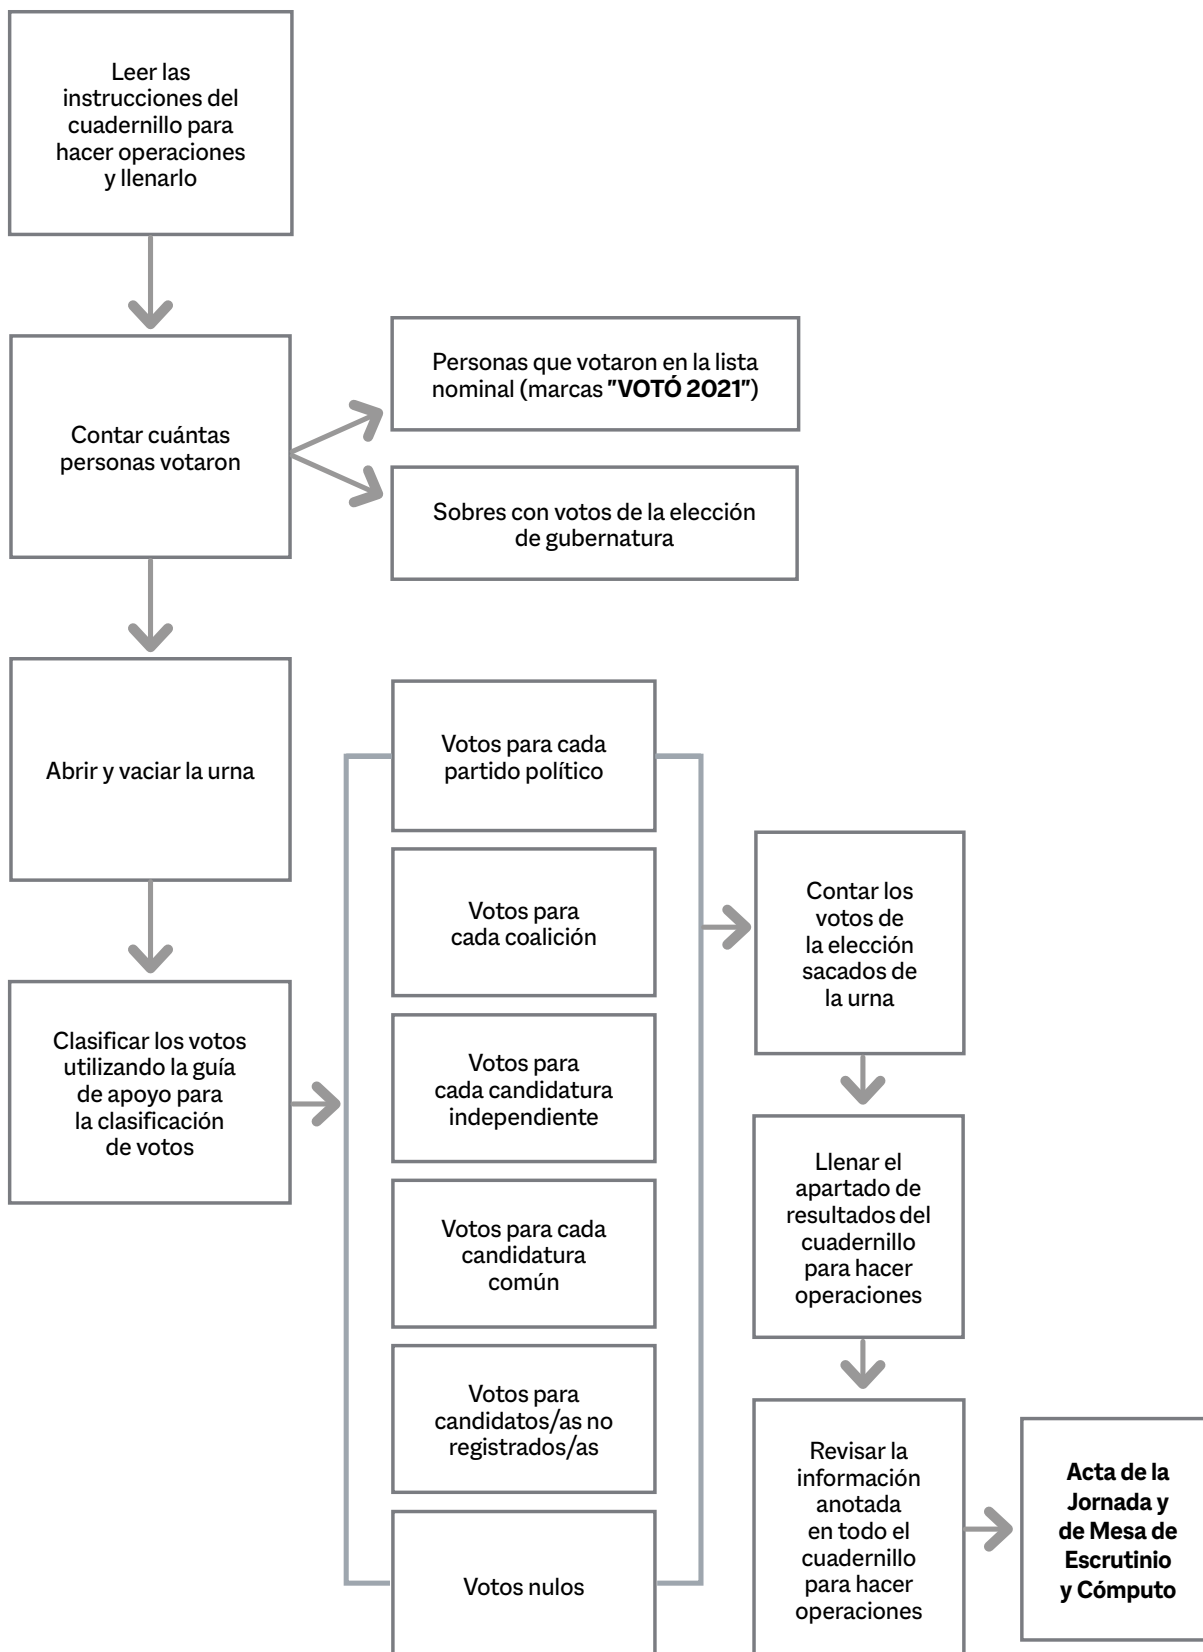 Leer las
instrucciones del
cuadernillo para
hacer operaciones
y llenarlo
Contar cuántas
personas votaron
Personas que votaron en la lista
nominal (marcas "VOTÓ 2021")
Sobres con votos de la elección
de gubernatura
Abrir y vaciar la urna
Clasificar los votos
utilizando la guía
de apoyo para
la clasificación
de votos
Votos para cada
partido político
Votos para
cada coalición
Votos para
cada candidatura
independiente
Votos para cada
candidatura
común
Votos para
candidatos/as no
registrados/as
Votos nulos
Contar los
votos de
la elección
sacados de
la urna
Llenar el
apartado de
resultados del
cuadernillo
para hacer
operaciones
Revisar la
información
anotada
en todo el
cuadernillo
para hacer
operaciones
Acta de la
Jornada y
de Mesa de
Escrutinio
y Cómputo